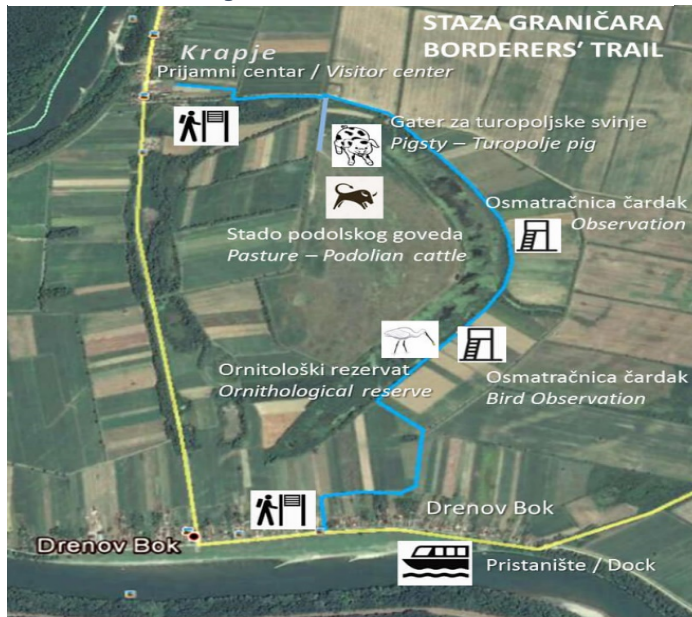 STAZA GRANIČARA
BORDERERS' TRAIL
Krapje
Prijamni centar / Visitor center
Gater za turopoljske svinje
Pigsty – Turopolje pig
Osmatračnica čardak
Observation
Stado podolskog goveda
Pasture – Podolian cattle
Ornitološki rezervat
Ornithological reserve
Osmatračnica čardak
Bird Observation
Drenov Bok
Drenov Bok
Pristanište / Dock